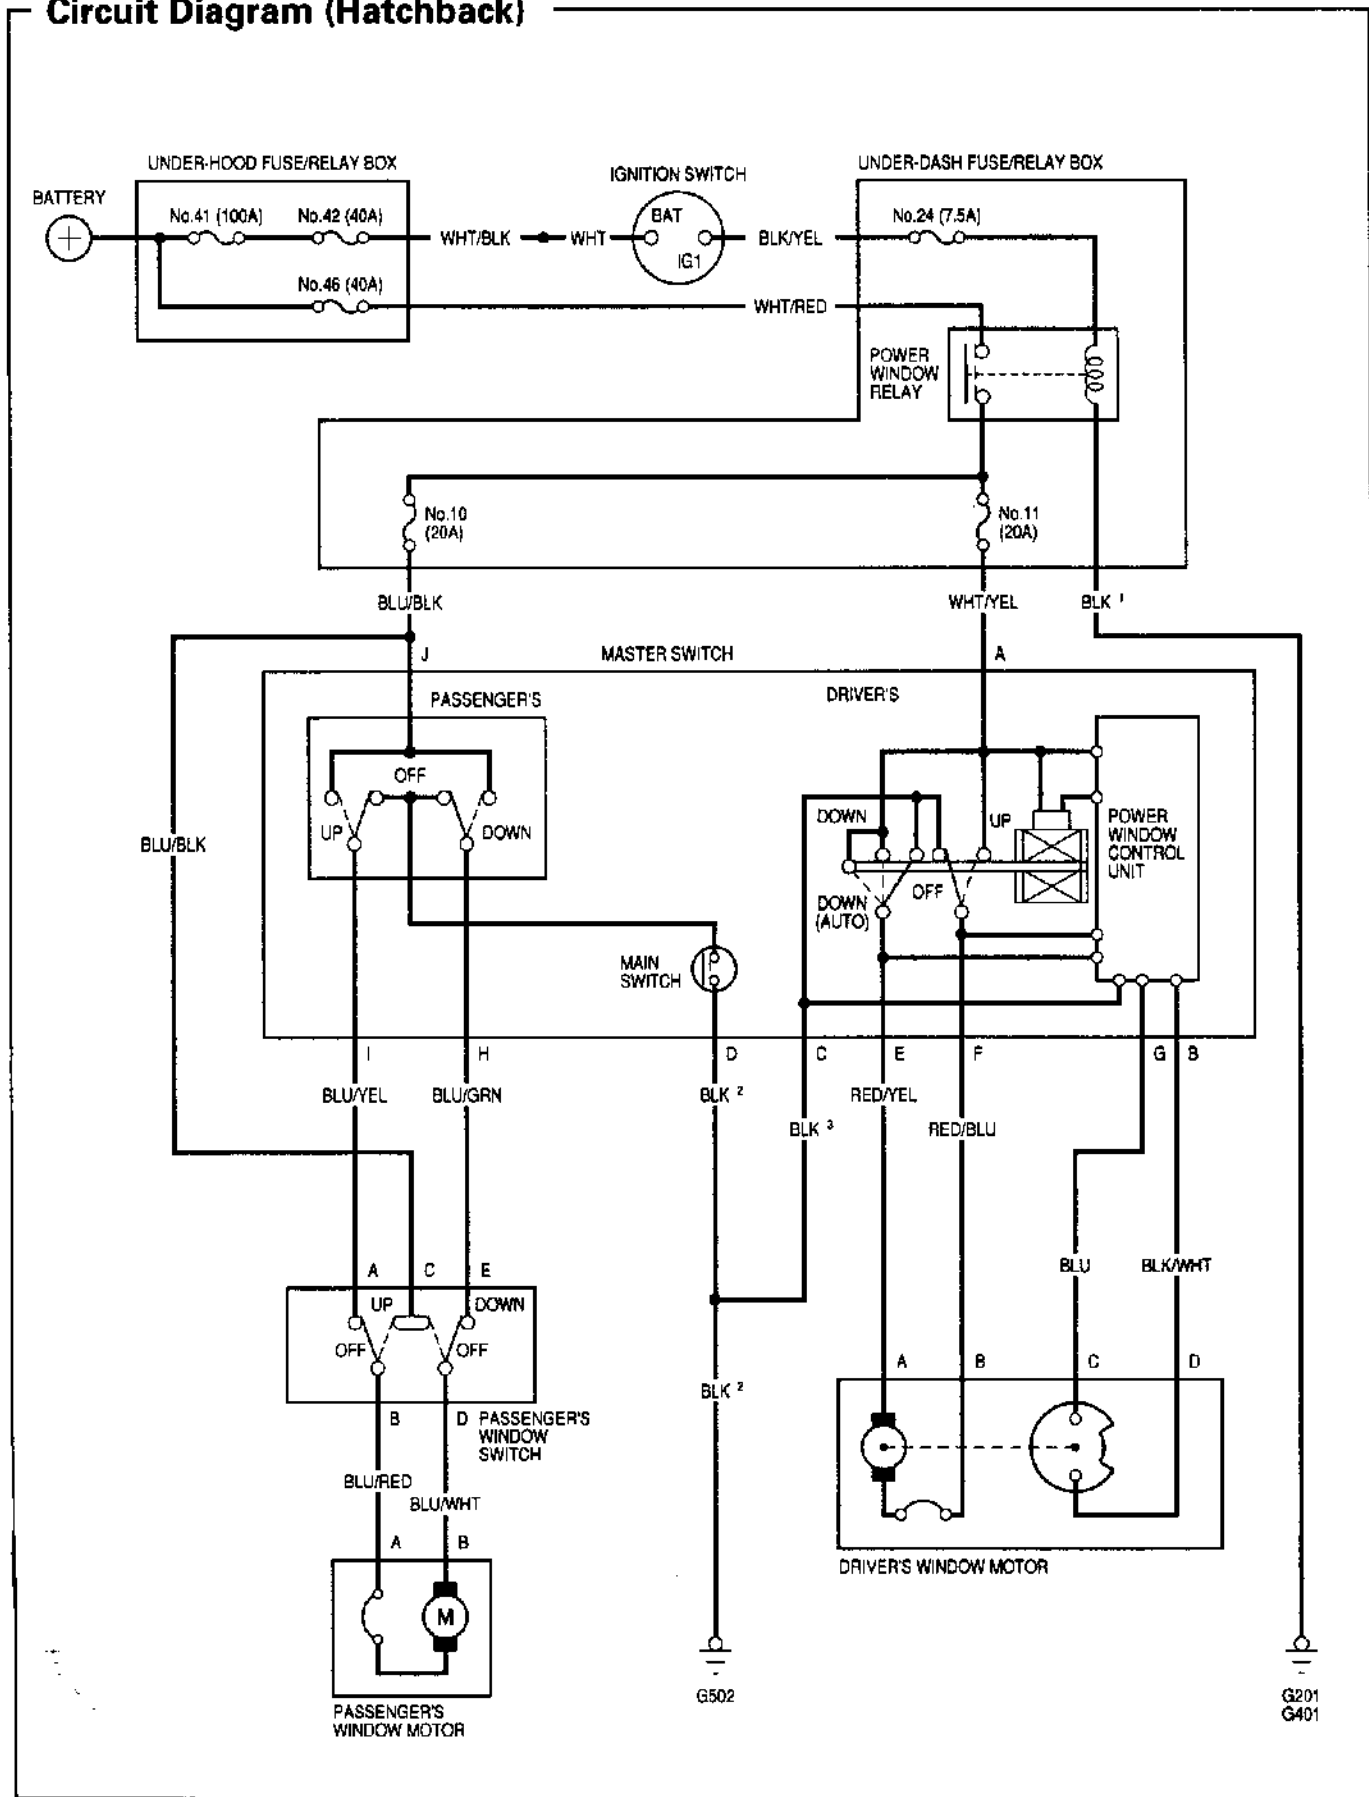 Circuit Diagram (Hatchback)
UNDER-HOOD FUSE/RELAY BOX
IGNITION SWITCH
UNDER-DASH FUSE/RELAY BOX
BATTERY
No.41 (100A)
No.42 (40A)
BAT
No.24 (7.5A)
WHT/BLK
WHT
BLK/YEL
IG1
No.46 (40A)
WHT/RED
POWER
WINDOW
RELAY
No.10
(20A)
No.11
(20A)
BLU/BLK
WHT/YEL
BLK 1
J
MASTER SWITCH
A
PASSENGER'S
DRIVER'S
OFF
UP
DOWN
BLU/BLK
DOWN
UP
POWER
WINDOW
CONTROL
UNIT
OFF
DOWN
(AUTO)
MAIN
SWITCH
I
H
D
C
E
F
G
B
BLU/YEL
BLU/GRN
BLK 2
RED/YEL
BLK 3
RED/BLU
BLU
BLK/WHT
A
C
E
UP
DOWN
OFF
OFF
B
D
PASSENGER'S
WINDOW
SWITCH
BLK 2
A
B
C
D
BLU/RED
BLU/WHT
A
B
M
DRIVER'S WINDOW MOTOR
PASSENGER'S
WINDOW MOTOR
G502
G201
G401